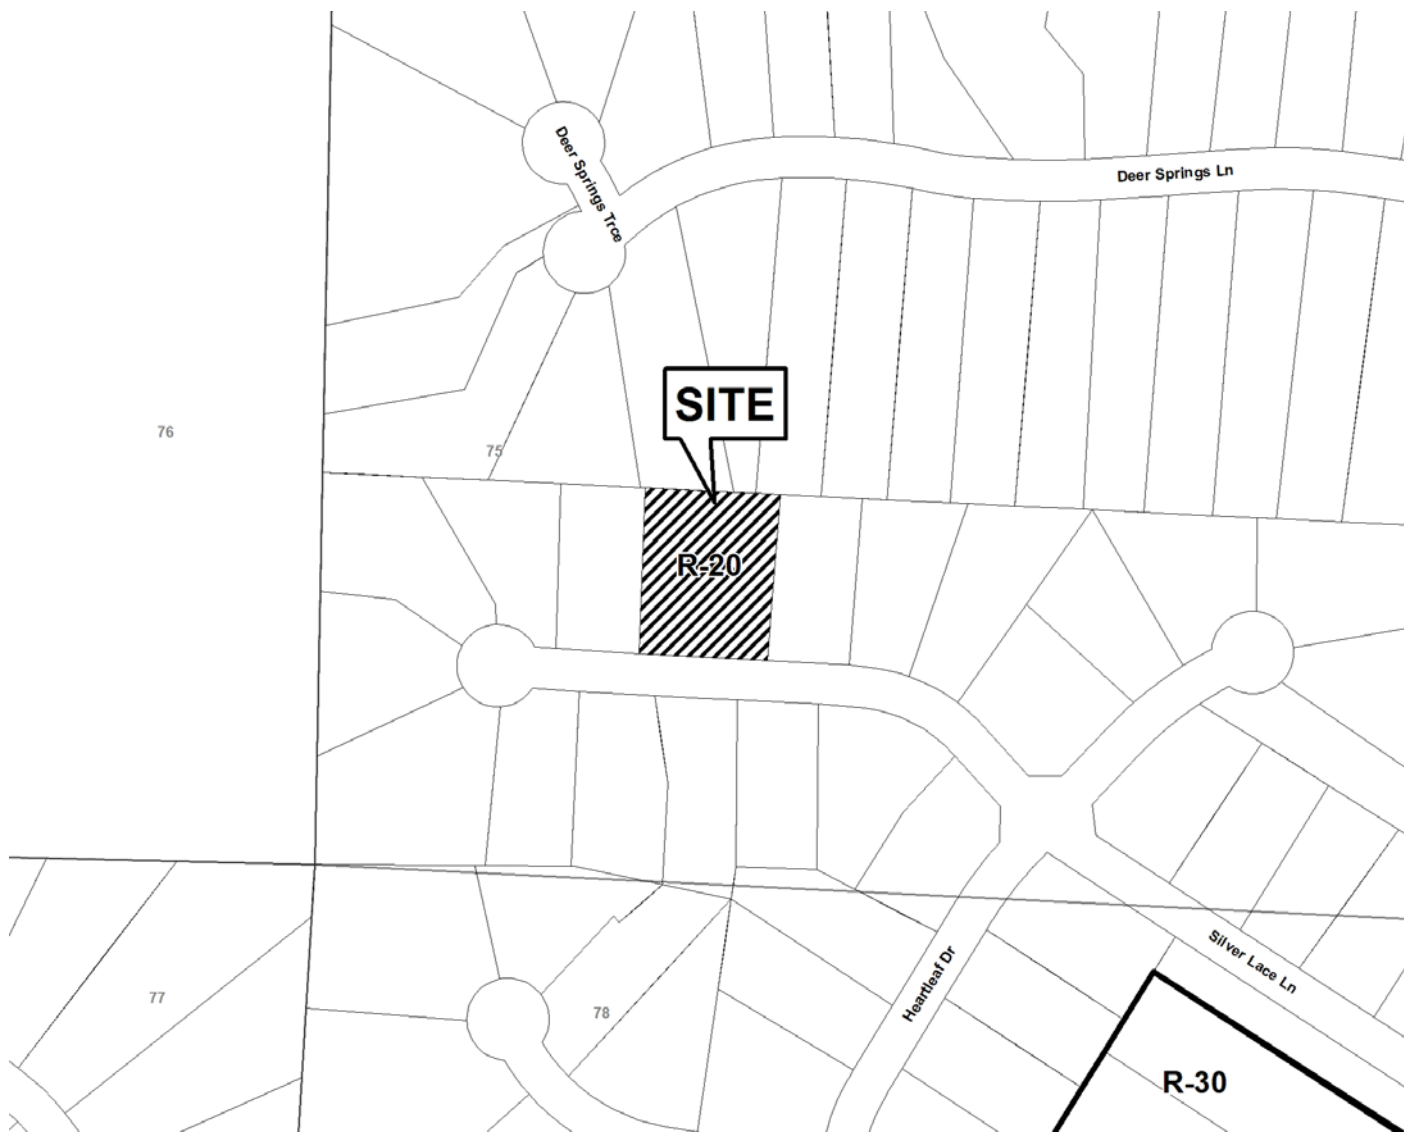 Deer Springs Trce
Deer Springs Ln
SITE
76
75
R-20
Heartleaf Dr
Silver Lace Ln
77
78
R-30